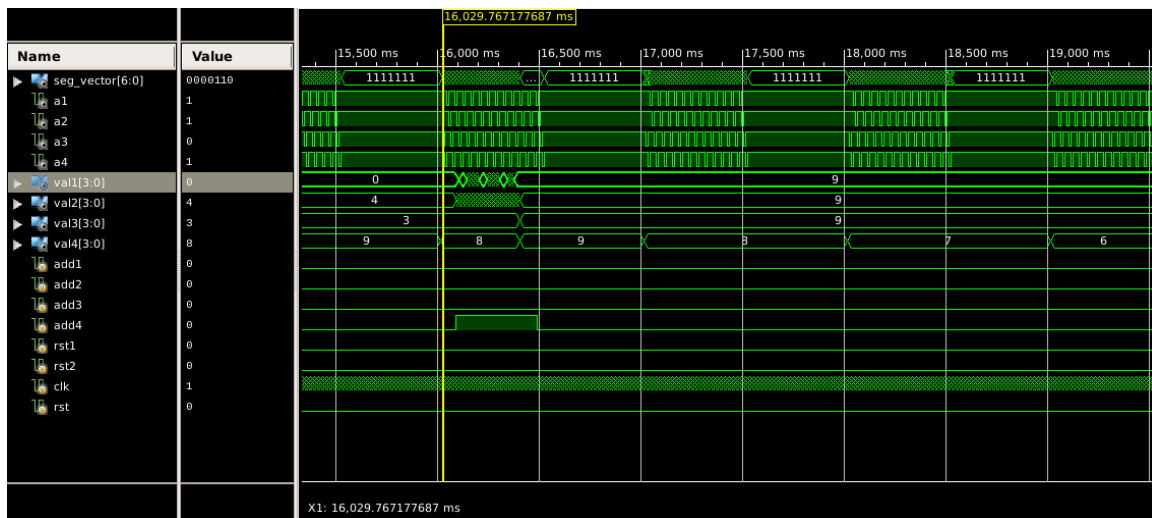 16,029.767177687 ms
Name Value 15,500 ms 16,000 ms 16,500 ms 17,000 ms 17,500 ms 18,000 ms 18,500 ms 19,000 ms
seg_vector[6:0] 0000110 1111111 ... 1111111 1111111 1111111
a1 1
a2 1
a3 0
a4 1
val1[3:0] 0 0 9
val2[3:0] 4 4 9
val3[3:0] 3 3 9
val4[3:0] 8 9 8 9 8 7 6
add1 0
add2 0
add3 0
add4 0
rst1 0
rst2 0
clk 1
rst 0
X1: 16,029.767177687 ms